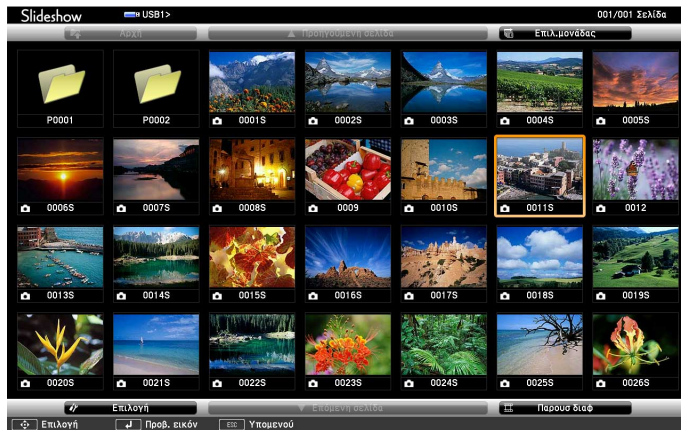 Slideshow USB1> 001/001 Σελίδα
Αρχή Προηγούμενη σελίδα Επιλ.μονάδας
P0001 P0002 0001S 0002S 0003S 0004S 0005S
0006S 0007S 0008S 0009 0010S 0011S 0012
0013S 0014S 0015S 0016S 0017S 0018S 0019S
0020S 0021S 0022S 0023S 0024S 0025S 0026S
Επιλογή Επόμενη σελίδα Παρουσ διαφ
Επιλογή Προβ. εικόν ESC Υπομενού